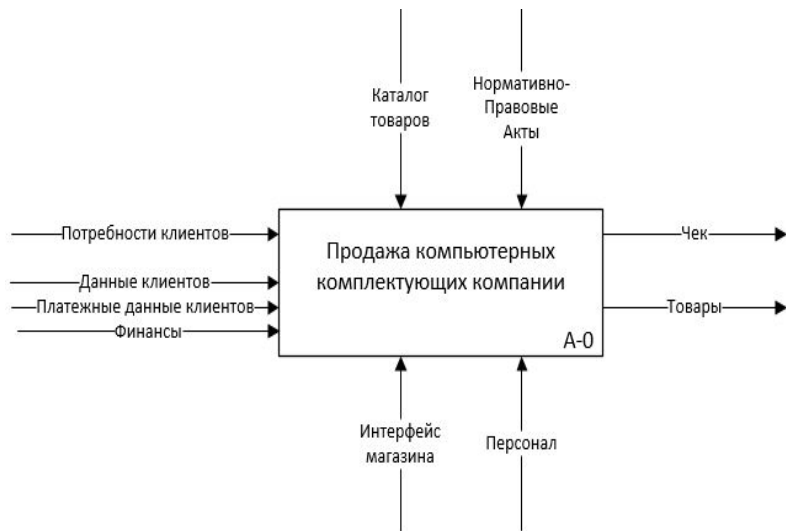 Каталог
товаров
Нормативно-
Правовые
Акты
Потребности клиентов
Данные клиентов
Платежные данные клиентов
Финансы
Продажа компьютерных
комплектующих компании
А-0
Чек
Товары
Интерфейс
магазина
Персонал